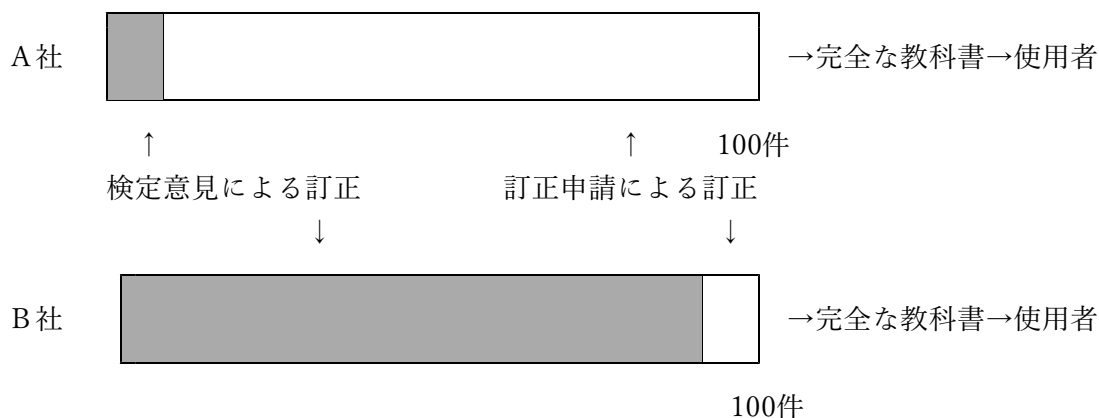 A社 →完全な教科書→使用者
↑ ↑ 100件
検定意見による訂正 訂正申請による訂正
↓ ↓
B社 →完全な教科書→使用者
100件